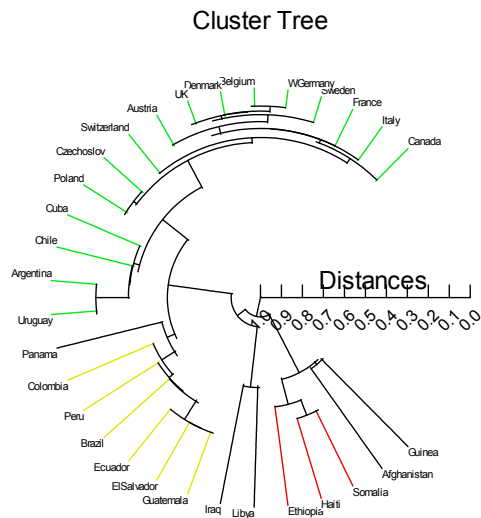 Cluster Tree
Belgium
WGermany
Denmark
Sweden
UK
France
Austria
Italy
Switzerland
Canada
Czechoslov
Poland
Cuba
Chile
Argentina
Distances
1.0 0.9 0.8 0.7 0.6 0.5 0.4 0.3 0.2 0.1 0.0
Uruguay
Panama
Colombia
Peru
Brazil
Guinea
Ecuador
Afghanistan
ElSalvador
Somalia
Guatemala
Haiti
Iraq
Libya
Ethiopia